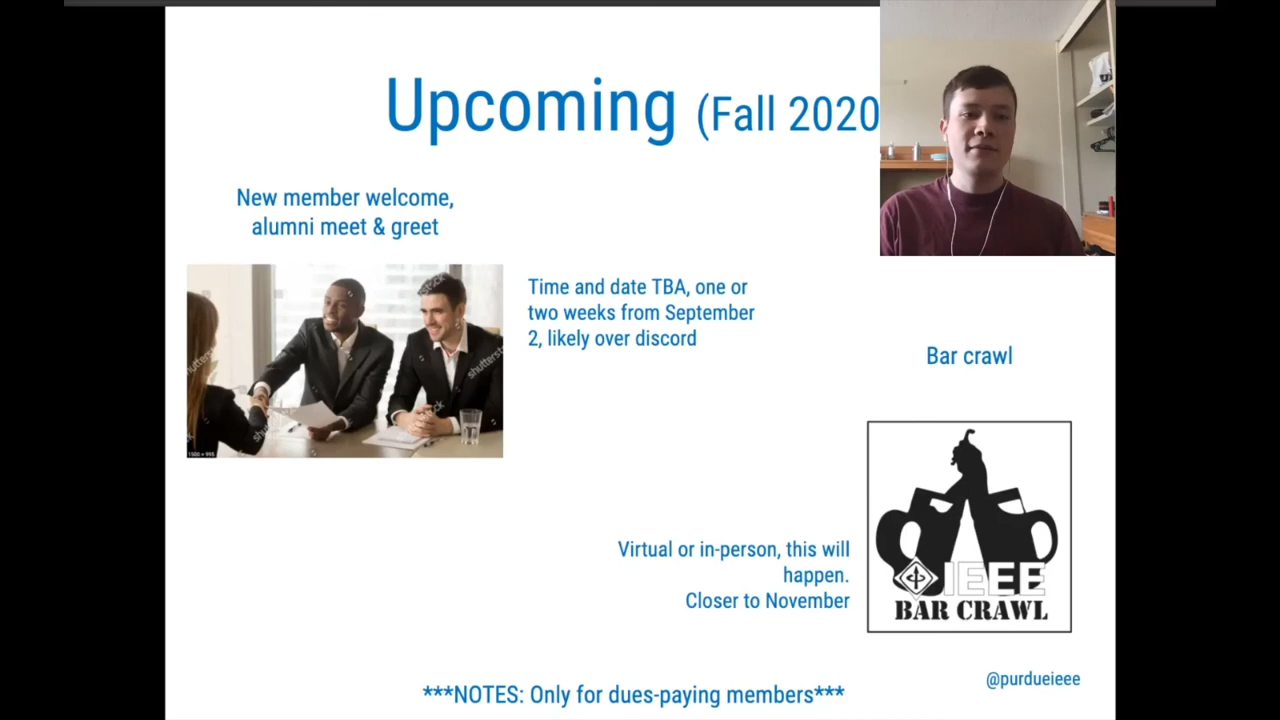 Upcoming (Fall 2020
New member welcome,
alumni meet & greet
Time and date TBA, one or
two weeks from September
2, likely over discord
Bar crawl
shutterstock
Virtual or in-person, this will
happen.
Closer to November
IEEE
BAR CRAWL
@purdueieee
***NOTES: Only for dues-paying members***